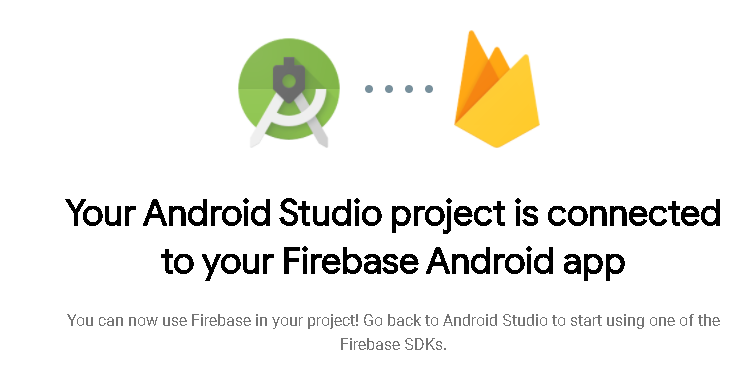 Your Android Studio project is connected
to your Firebase Android app
You can now use Firebase in your project! Go back to Android Studio to start using one of the
Firebase SDKs.